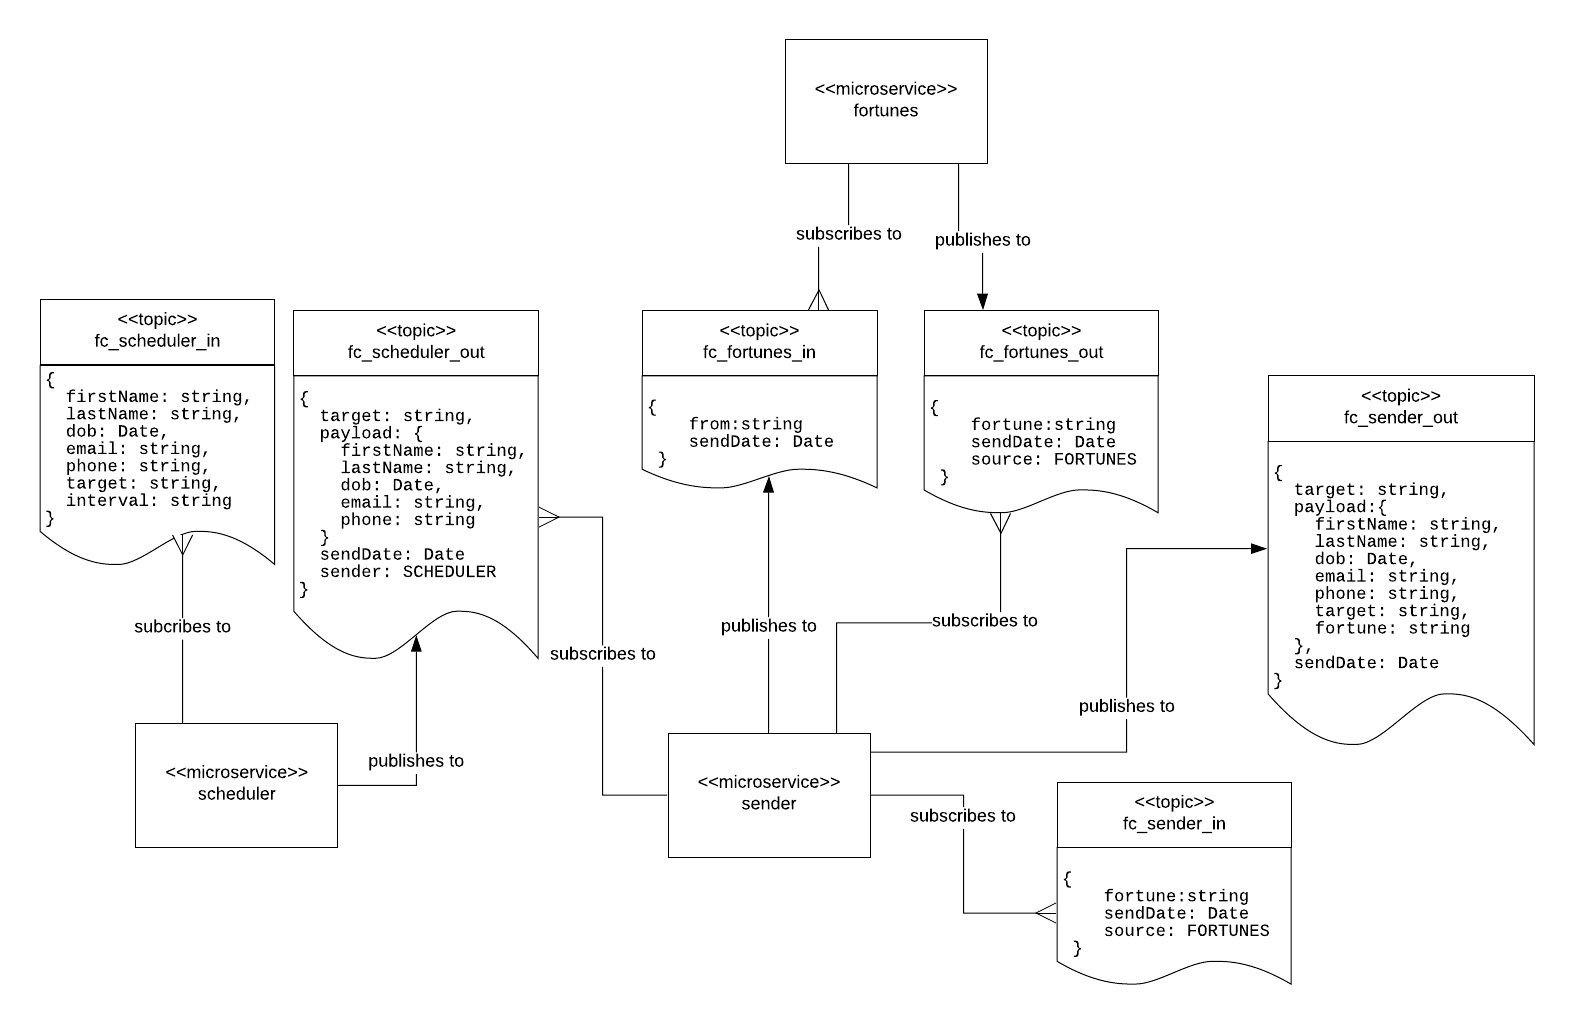 <<microservice>>
fortunes
subscribes to
publishes to
<<topic>>
fc_scheduler_in
{
  firstName: string,
  lastName: string,
  dob: Date,
  email: string,
  phone: string,
  target: string,
  interval: string
}
<<topic>>
fc_scheduler_out
{
  target: string,
  payload: {
    firstName: string,
    lastName: string,
    dob: Date,
    email: string,
    phone: string
  }
  sendDate: Date
  sender: SCHEDULER
}
<<topic>>
fc_fortunes_in
{
    from:string
    sendDate: Date
 }
<<topic>>
fc_fortunes_out
{
    fortune:string
    sendDate: Date
    source: FORTUNES
 }
<<topic>>
fc_sender_out
{
  target: string,
  payload:{
    firstName: string,
    lastName: string,
    dob: Date,
    email: string,
    phone: string,
    target: string,
    fortune: string
  },
  sendDate: Date
}
subcribes to
subscribes to
publishes to
subscribes to
publishes to
publishes to
<<microservice>>
scheduler
<<microservice>>
sender
subscribes to
<<topic>>
fc_sender_in
{
    fortune:string
    sendDate: Date
    source: FORTUNES
 }